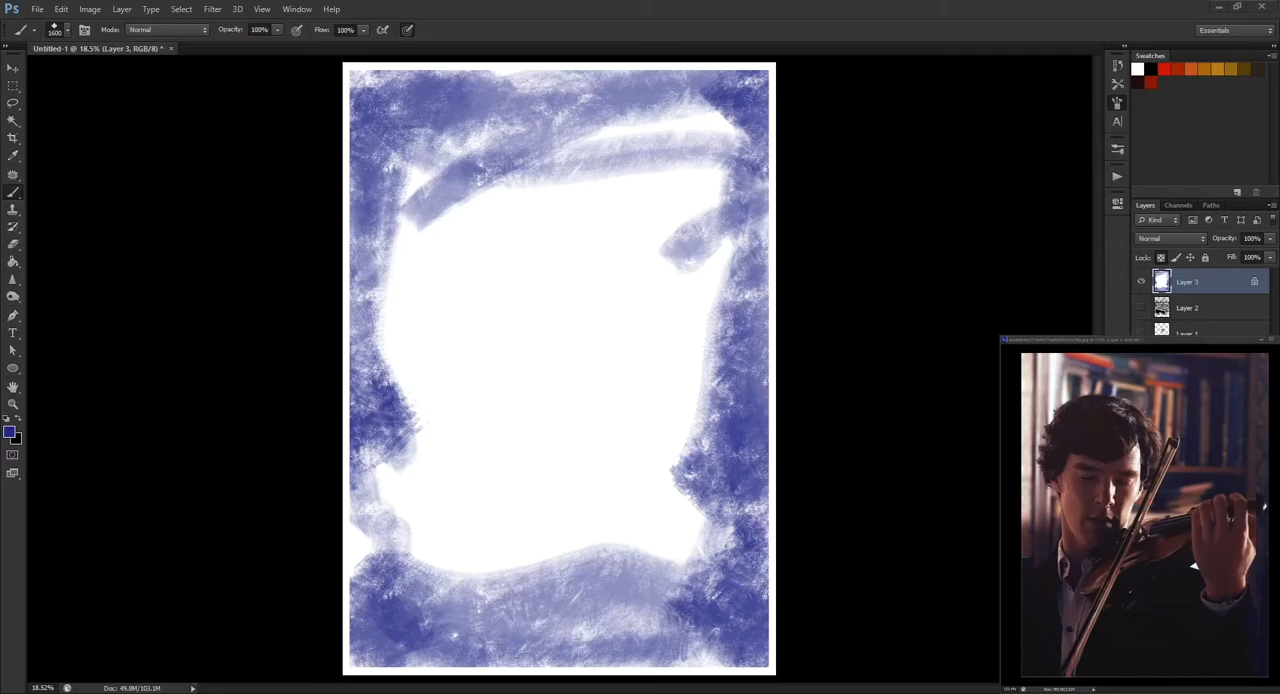 Ps File Edit Image Layer Type Select Filter 3D View Window Help
1600 Mode: Normal Opacity: 100% Flow: 100% Essentials
Untitled-1 @ 18.5% (Layer 3, RGB/8) * ×
Swatches
A
Layers Channels Paths
Kind T
Normal Opacity: 100%
Lock: Fill: 100%
Layer 3
Layer 2
Layer 1
T
18.52% Doc: 49.8M/103.1M